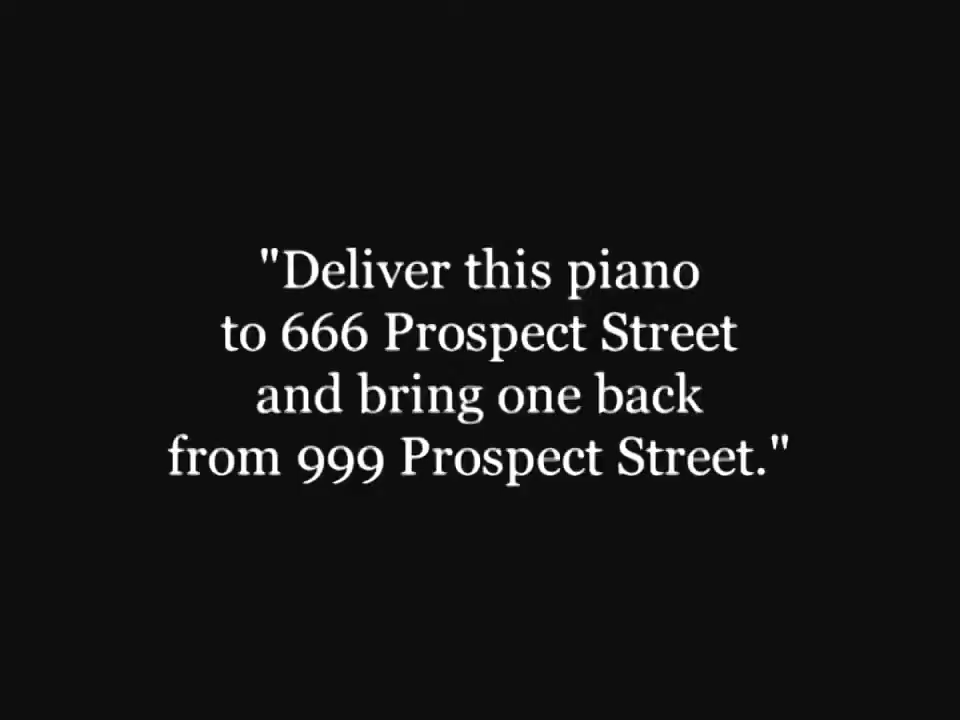 "Deliver this piano
to 666 Prospect Street
and bring one back
from 999 Prospect Street."